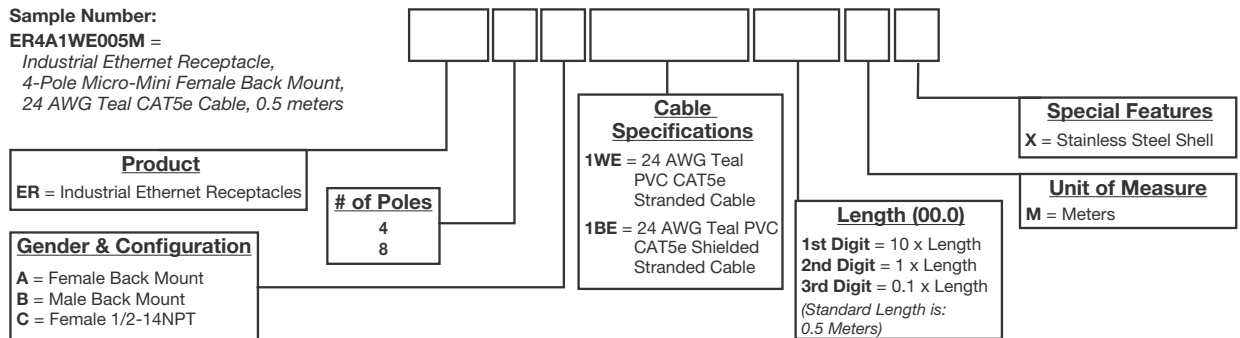 Sample Number:
ER4A1WE005M =
Industrial Ethernet Receptacle,
4-Pole Micro-Mini Female Back Mount,
24 AWG Teal CAT5e Cable, 0.5 meters
Product
ER = Industrial Ethernet Receptacles
Gender & Configuration
A = Female Back Mount
B = Male Back Mount
C = Female 1/2-14NPT
# of Poles
4
8
Cable
Specifications
1WE = 24 AWG Teal
PVC CAT5e
Stranded Cable
1BE = 24 AWG Teal PVC
CAT5e Shielded
Stranded Cable
Length (00.0)
1st Digit = 10 x Length
2nd Digit = 1 x Length
3rd Digit = 0.1 x Length
(Standard Length is:
0.5 Meters)
Special Features
X = Stainless Steel Shell
Unit of Measure
M = Meters